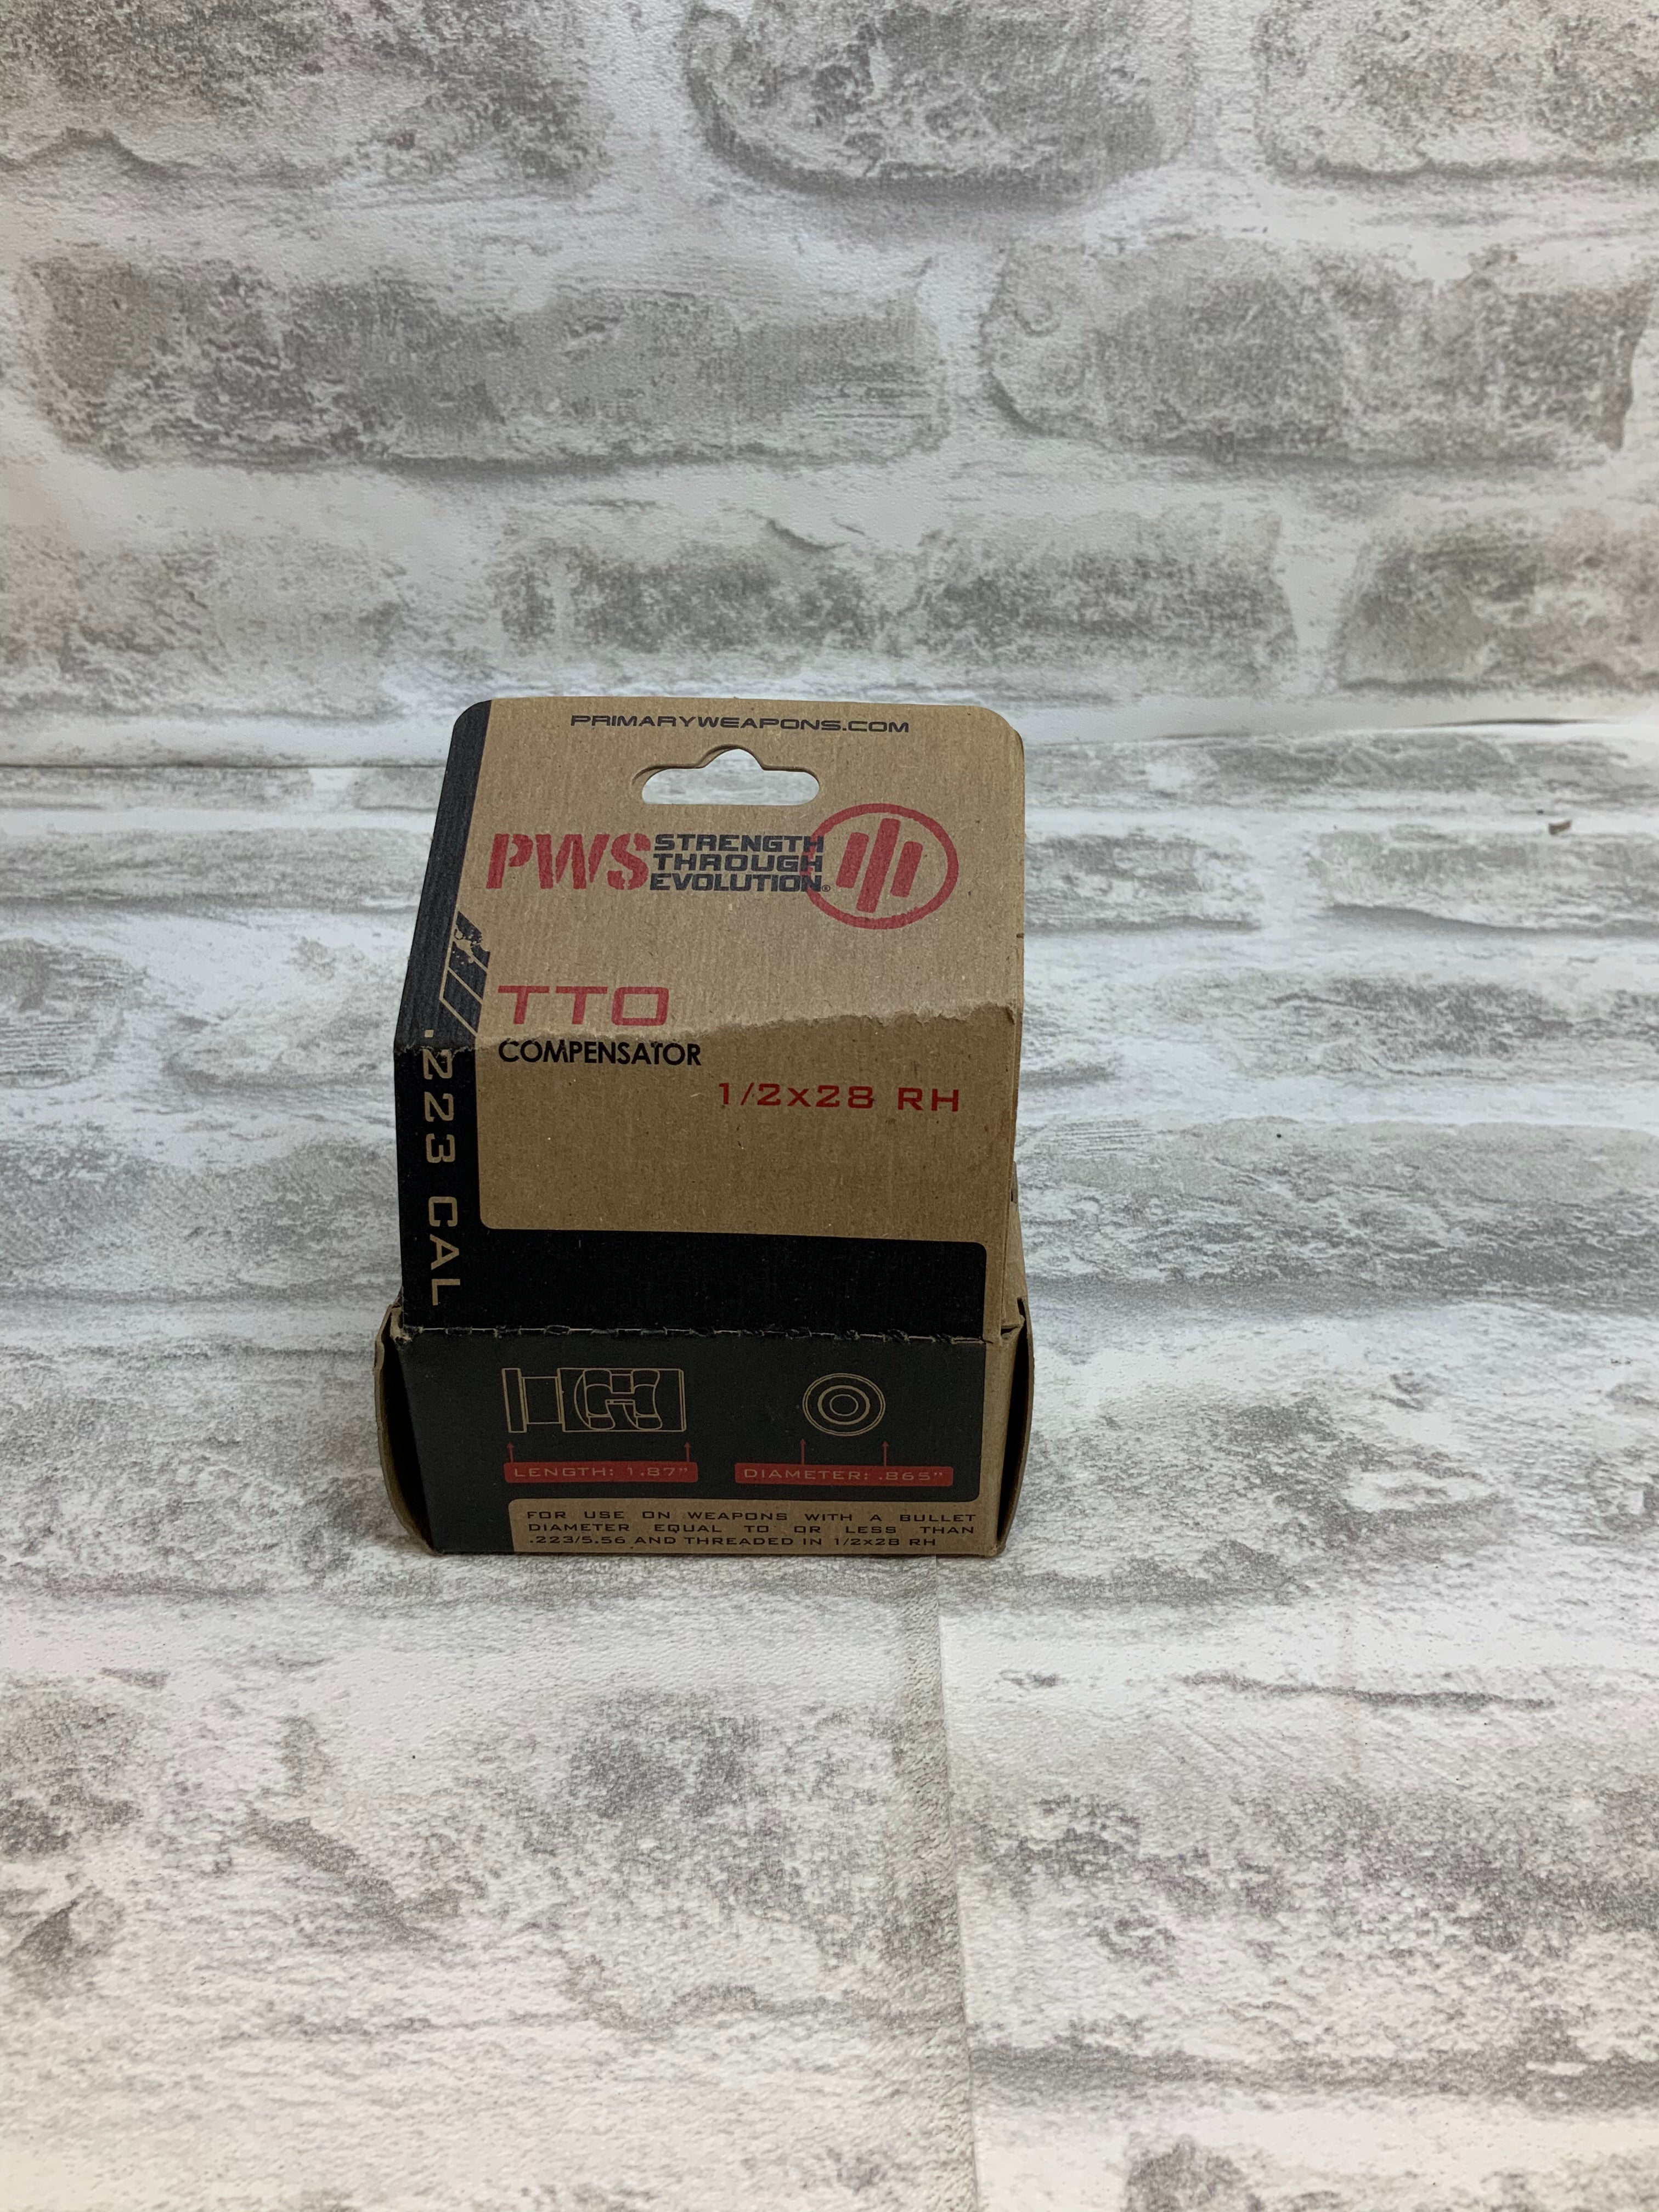 PRIMARYWEAPONS.COM
PWS
STRENGTH
THROUGH
EVOLUTION®
TTO
COMPENSATOR
1/2x28 RH
.223 CAL
LENGTH: 1.87"
DIAMETER: .865"
FOR USE ON WEAPONS WITH A BULLET
DIAMETER EQUAL TO OR LESS THAN
.223/5.56 AND THREADED IN 1/2x28 RH